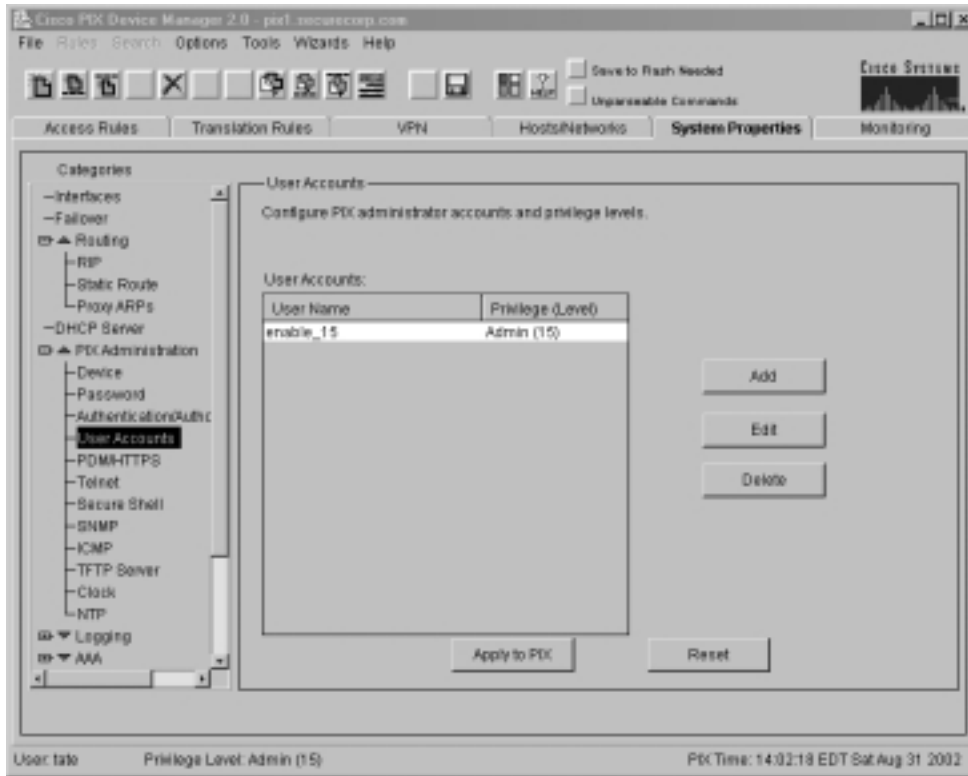 Cisco PIX Device Manager 2.0 - pix1.securecorp.com
File Rules Search Options Tools Wizards Help
Save to Flash Needed
Unparseable Commands
HELP
CISCO SYSTEMS
Access Rules Translation Rules VPN Hosts/Networks System Properties Monitoring
Categories
Interfaces
Failover
Routing
RIP
Static Route
Proxy ARPs
DHCP Server
PIX Administration
Device
Password
Authentication/Autho
User Accounts
PDM/HTTPS
Telnet
Secure Shell
SNMP
ICMP
TFTP Server
Clock
NTP
Logging
AAA
User Accounts
Configure PIX administrator accounts and privilege levels.
User Accounts:
User Name Privilege (Level)
enable_15 Admin (15)
Add
Edit
Delete
Apply to PIX Reset
User: tate Privilege Level: Admin (15) PIX Time: 14:02:18 EDT Sat Aug 31 2002